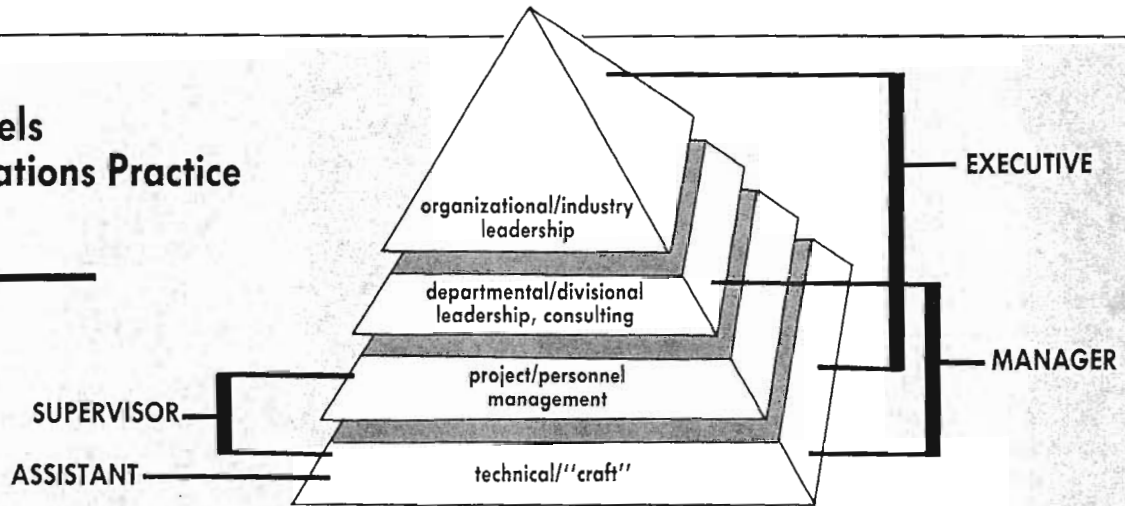 els
ations Practice
organizational/industry
leadership
EXECUTIVE
departmental/divisional
leadership, consulting
MANAGER
project/personnel
management
SUPERVISOR
ASSISTANT
technical/"craft"